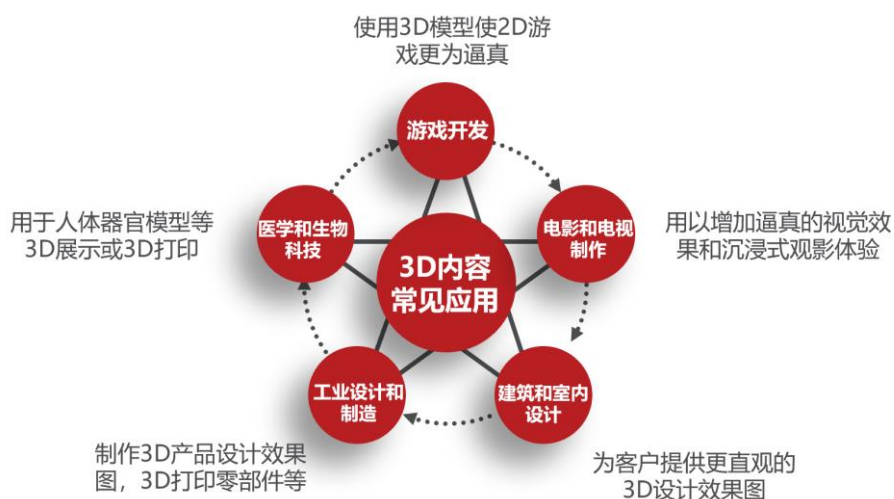 使用3D模型使2D游
戏更为逼真
游戏开发
医学和生物
科技
用于人体器官模型等
3D展示或3D打印
电影和电视
制作
用以增加逼真的视觉效
果和沉浸式观影体验
3D内容
常见应用
工业设计和
制造
建筑和室内
设计
制作3D产品设计效果
图，3D打印零部件等
为客户提供更直观的
3D设计效果图